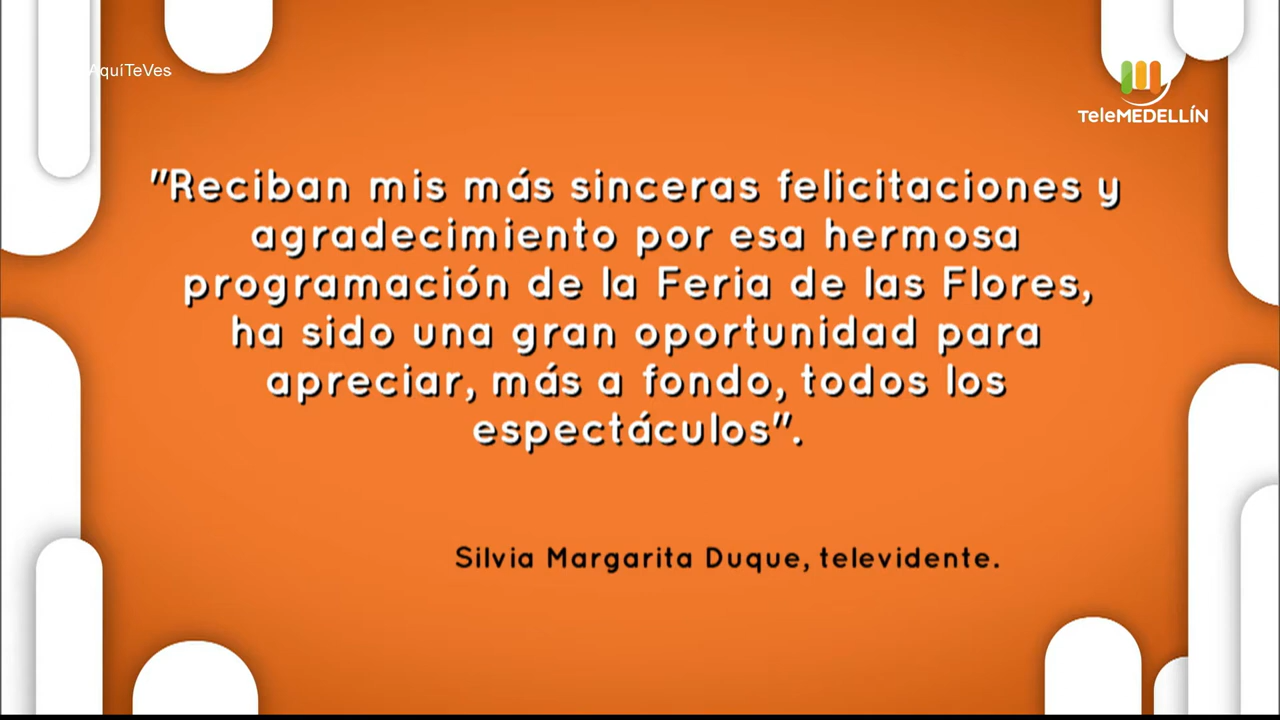 AquíTeVes
TeleMEDELLÍN
"Reciban mis más sinceras felicitaciones y
agradecimiento por esa hermosa
programación de la Feria de las Flores,
ha sido una gran oportunidad para
apreciar, más a fondo, todos los
espectáculos".
Silvia Margarita Duque, televidente.